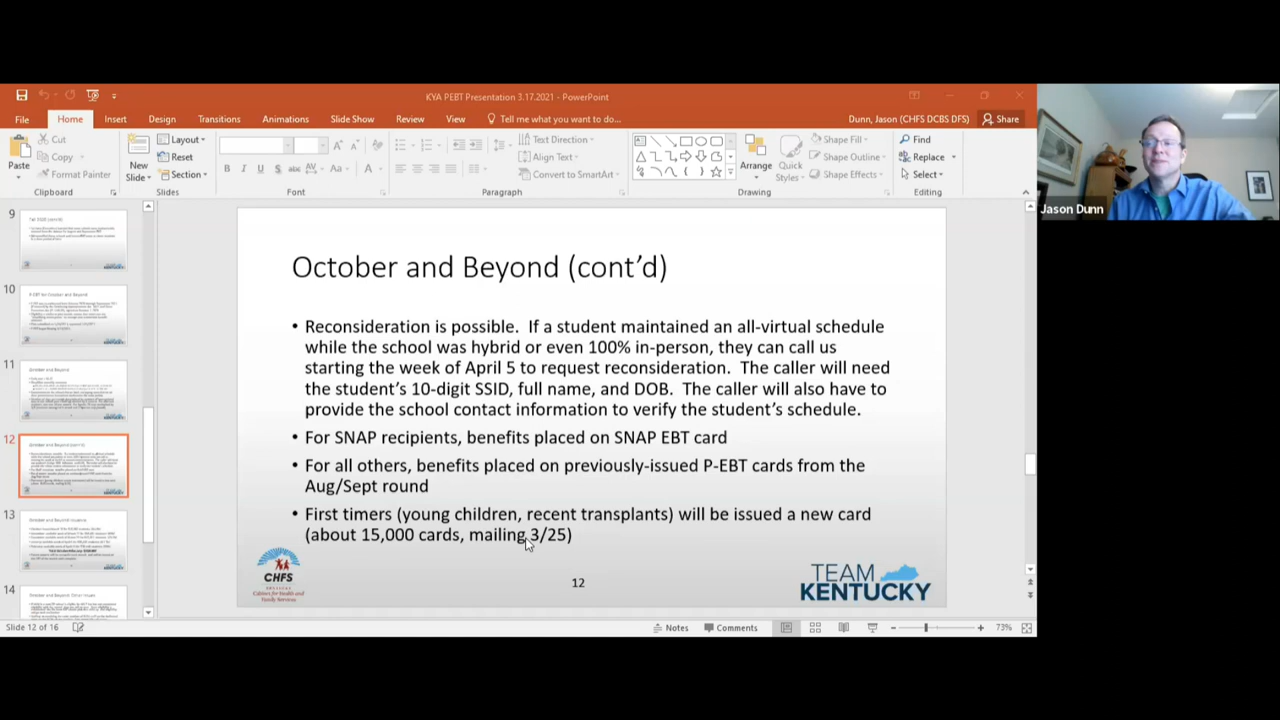 KYA PEBT Presentation 3.17.2021 - PowerPoint
File Home Insert Design Transitions Animations Slide Show Review View Tell me what you want to do... Dunn, Jason (CHFS DCBS DFS) Share
Paste
Cut
Copy
Format Painter
Clipboard
New Slide
Layout
Reset
Section
Slides
B I U S abc AV Aa A
Font
Text Direction
Align Text
Convert to SmartArt
Paragraph
Arrange
Quick Styles
Shape Fill
Shape Outline
Shape Effects
Drawing
Find
Replace
Select
Editing
Jason Dunn
9
10
11
12
13
14
October and Beyond (cont’d)
• Reconsideration is possible. If a student maintained an all-virtual schedule
while the school was hybrid or even 100% in-person, they can call us
starting the week of April 5 to request reconsideration. The caller will need
the student’s 10-digit SSID, full name, and DOB. The caller will also have to
provide the school contact information to verify the student’s schedule.
• For SNAP recipients, benefits placed on SNAP EBT card
• For all others, benefits placed on previously-issued P-EBT cards from the
Aug/Sept round
• First timers (young children, recent transplants) will be issued a new card
(about 15,000 cards, mailing 3/25)
CHFS
Cabinet for Health and
Family Services
12
TEAM
KENTUCKY
Slide 12 of 16
Notes Comments 73%